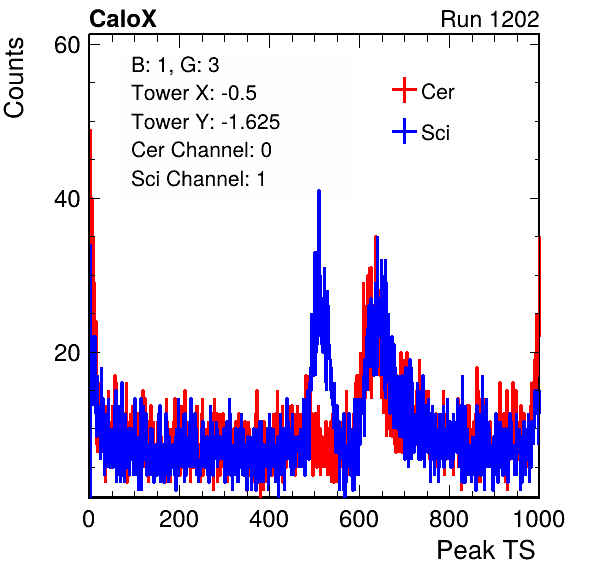 CaloX Run 1202
Counts
60
40
20
B: 1, G: 3
Tower X: -0.5
Tower Y: -1.625
Cer Channel: 0
Sci Channel: 1
Cer
Sci
0 200 400 600 800 1000
Peak TS